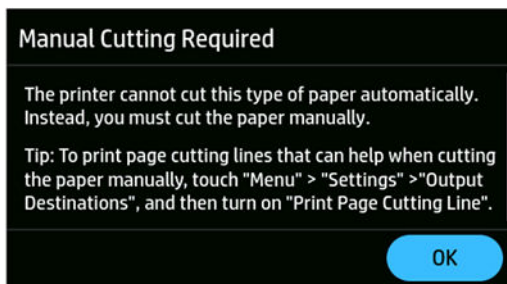 Manual Cutting Required
The printer cannot cut this type of paper automatically.
Instead, you must cut the paper manually.
Tip: To print page cutting lines that can help when cutting
the paper manually, touch "Menu" > "Settings" >"Output
Destinations", and then turn on "Print Page Cutting Line".
OK